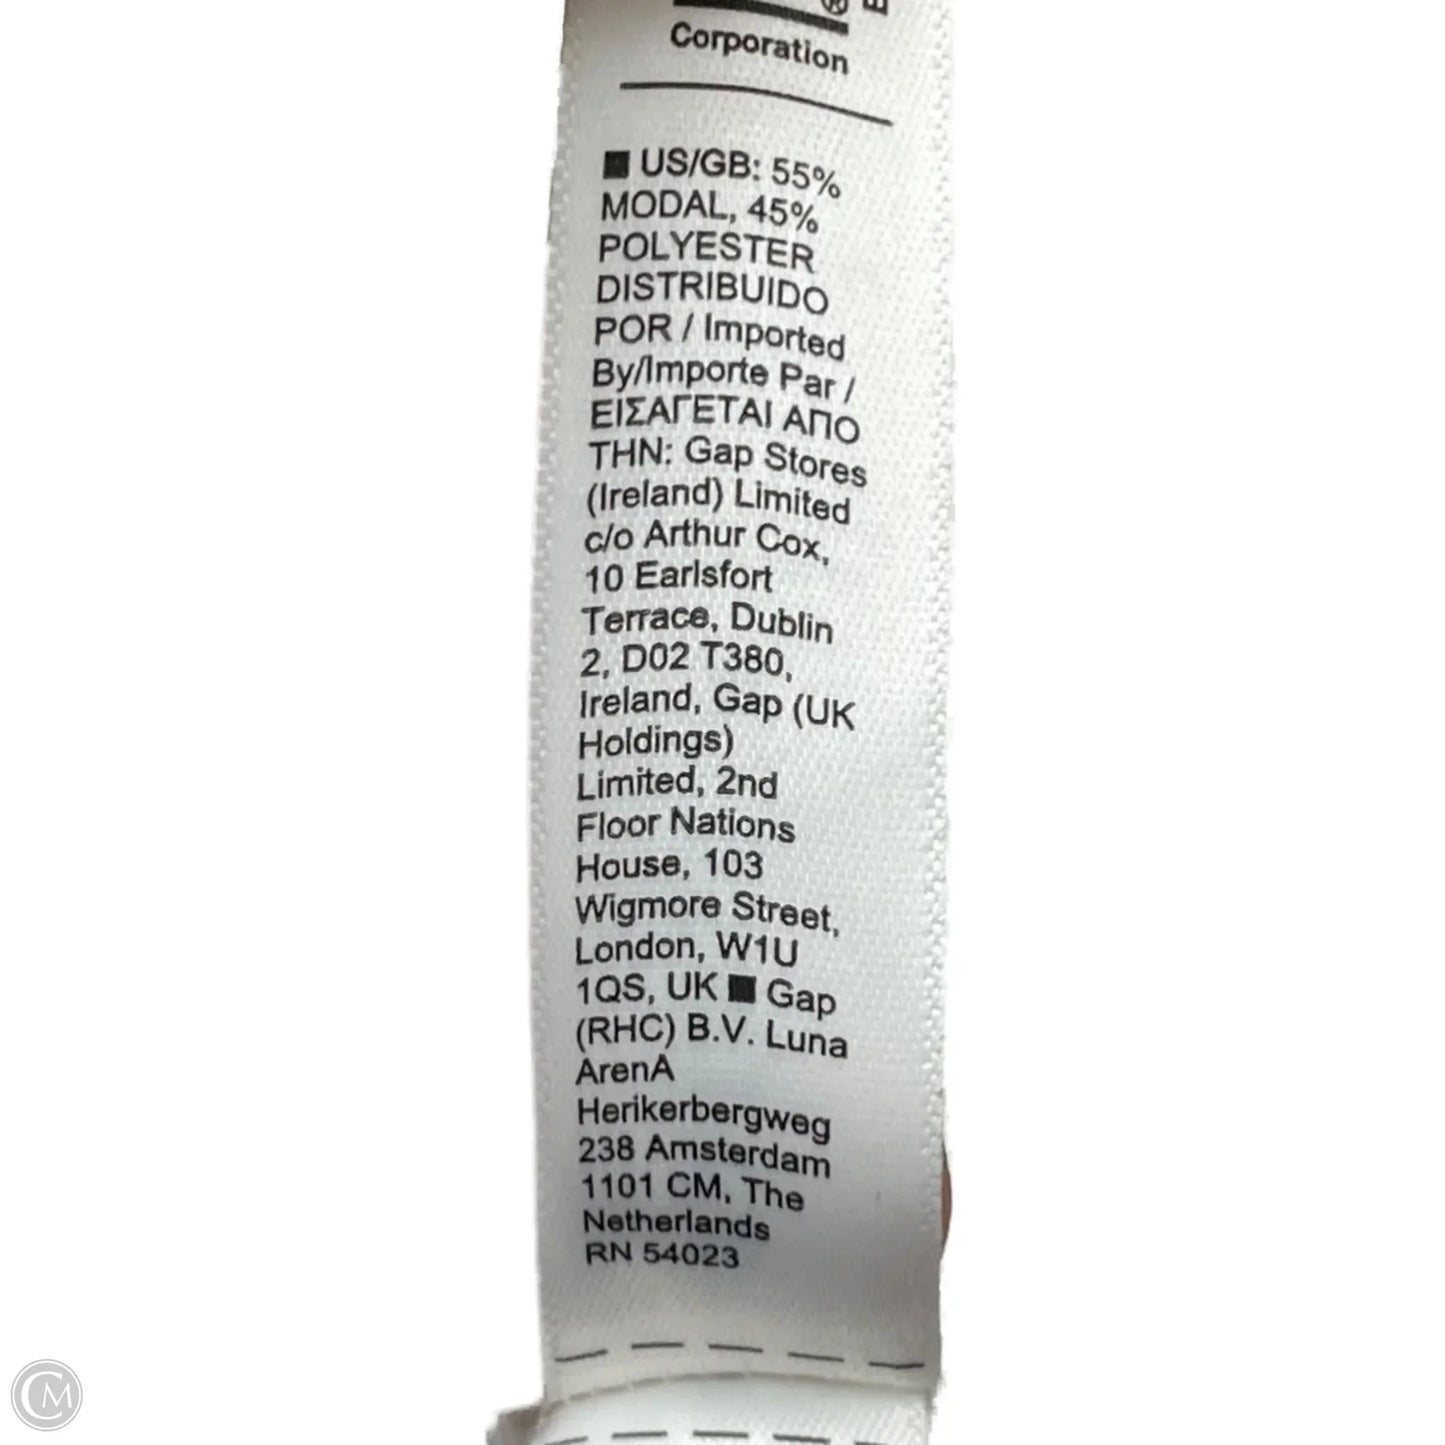 ®
Corporation
■ US/GB: 55%
MODAL, 45%
POLYESTER
DISTRIBUIDO
POR / Imported
By/Importe Par /
ΕΙΣΑΓΕΤΑΙ ΑΠΟ
ΤΗΝ: Gap Stores
(Ireland) Limited
c/o Arthur Cox,
10 Earlsfort
Terrace, Dublin
2, D02 T380,
Ireland, Gap (UK
Holdings)
Limited, 2nd
Floor Nations
House, 103
Wigmore Street,
London, W1U
1QS, UK ■ Gap
(RHC) B.V. Luna
ArenA
Herikerbergweg
238 Amsterdam
1101 CM, The
Netherlands
RN 54023
CM